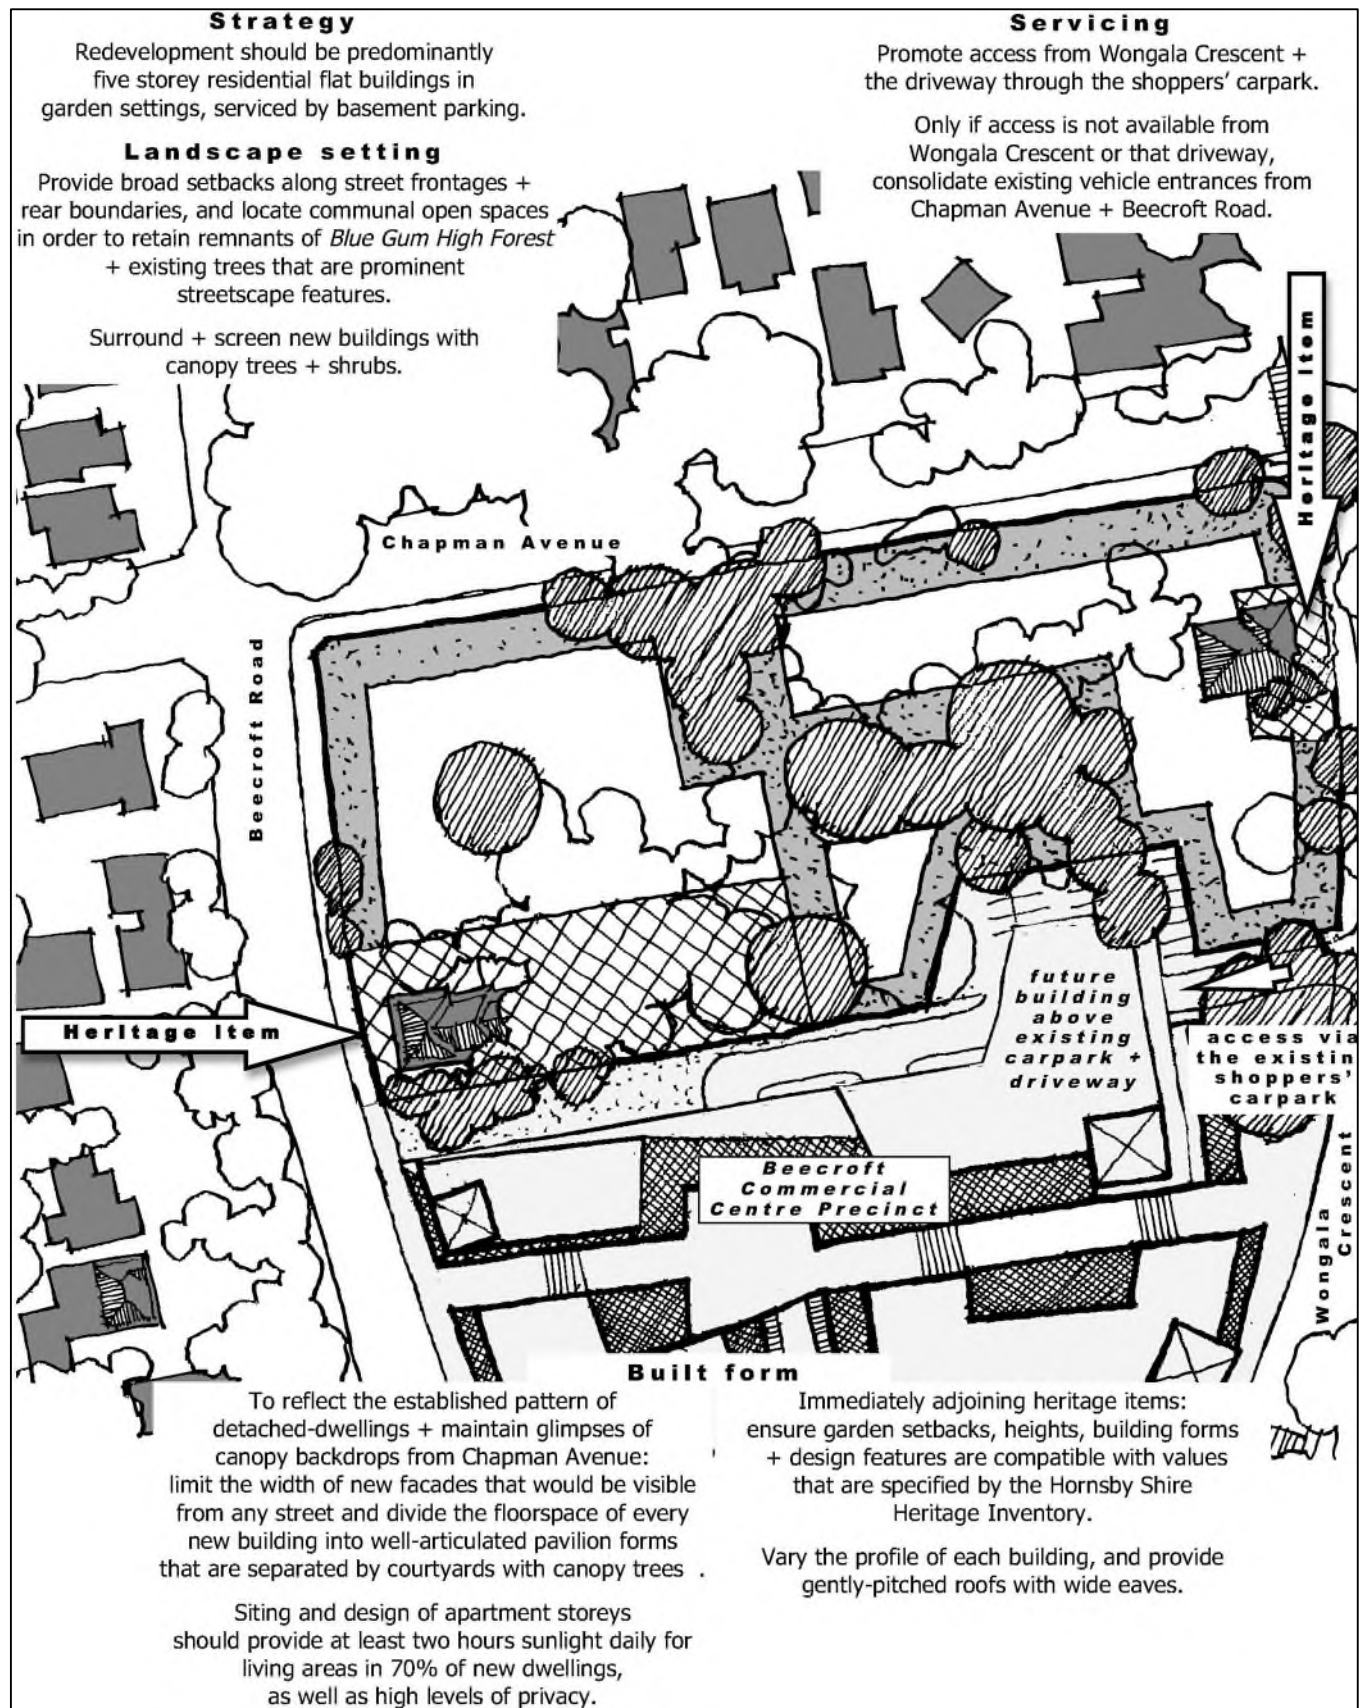 Strategy
Redevelopment should be predominantly
five storey residential flat buildings in
garden settings, serviced by basement parking.
Landscape setting
Provide broad setbacks along street frontages +
rear boundaries, and locate communal open spaces
in order to retain remnants of Blue Gum High Forest
+ existing trees that are prominent
streetscape features.
Surround + screen new buildings with
canopy trees + shrubs.
Servicing
Promote access from Wongala Crescent +
the driveway through the shoppers' carpark.
Only if access is not available from
Wongala Crescent or that driveway,
consolidate existing vehicle entrances from
Chapman Avenue + Beecroft Road.
Heritage Item
Chapman Avenue
Beecroft Road
Heritage Item
future
building
above
existing
carpark +
driveway
access via
the existin
shoppers'
carpark
Beecroft
Commercial
Centre Precinct
Wongala
Crescent
Built form
To reflect the established pattern of
detached-dwellings + maintain glimpses of
canopy backdrops from Chapman Avenue:
limit the width of new facades that would be visible
from any street and divide the floorspace of every
new building into well-articulated pavilion forms
that are separated by courtyards with canopy trees .
Siting and design of apartment storeys
should provide at least two hours sunlight daily for
living areas in 70% of new dwellings,
as well as high levels of privacy.
Immediately adjoining heritage items:
ensure garden setbacks, heights, building forms
+ design features are compatible with values
that are specified by the Hornsby Shire
Heritage Inventory.
Vary the profile of each building, and provide
gently-pitched roofs with wide eaves.